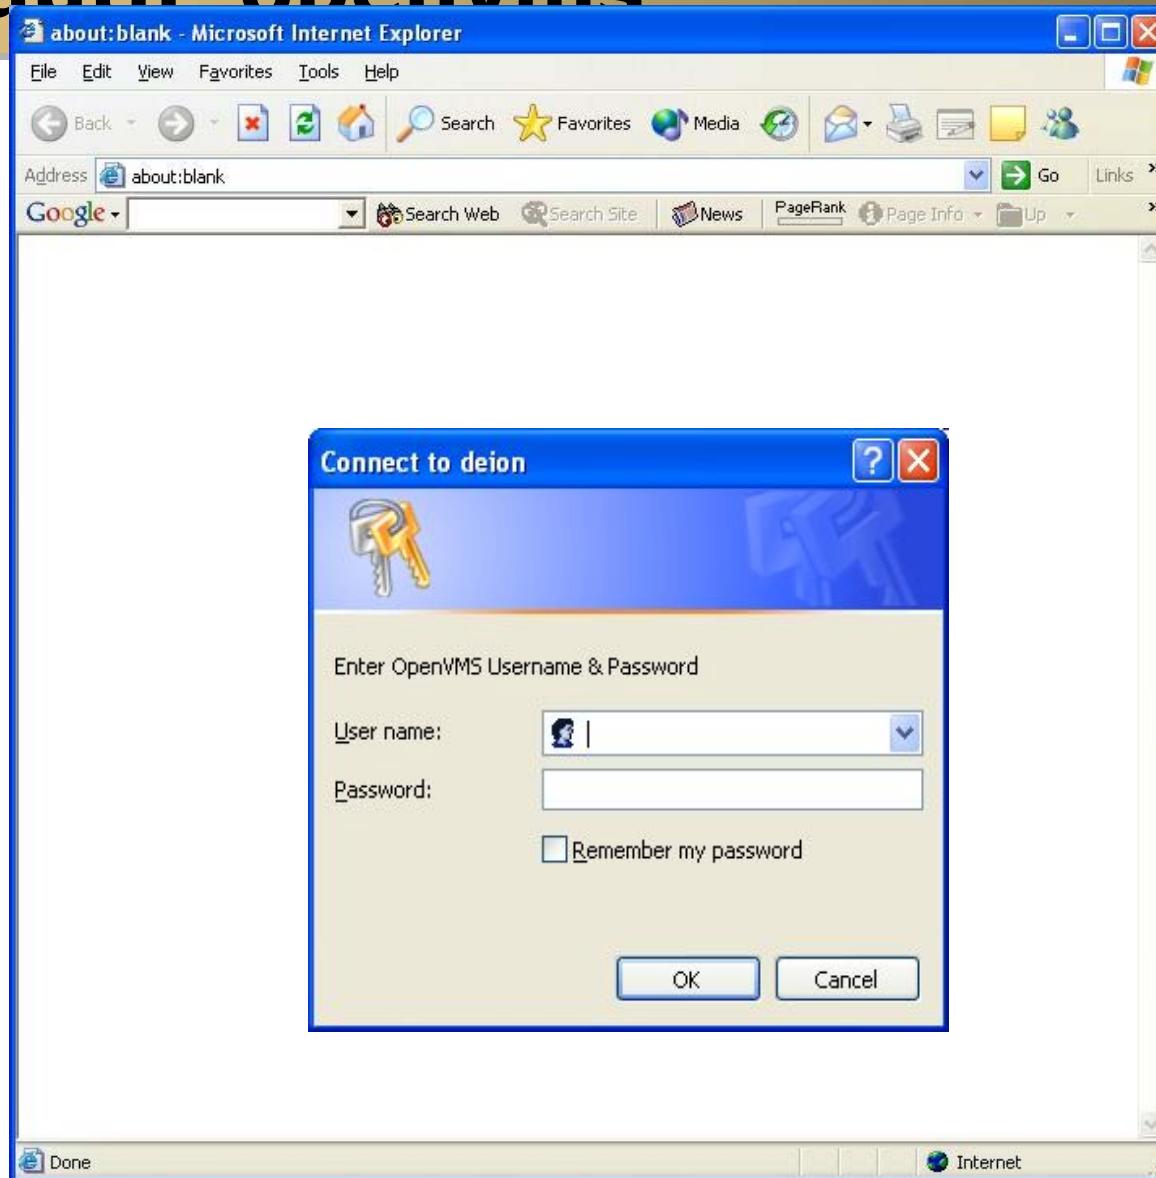 about:blank - Microsoft Internet Explorer
File Edit View Favorites Tools Help
Back Search Favorites Media
Address about:blank Go Links »
Google Search Web Search Site News PageRank Page Info Up »
Connect to deion
Enter OpenVMS Username & Password
User name:
Password:
Remember my password
OK Cancel
Done Internet